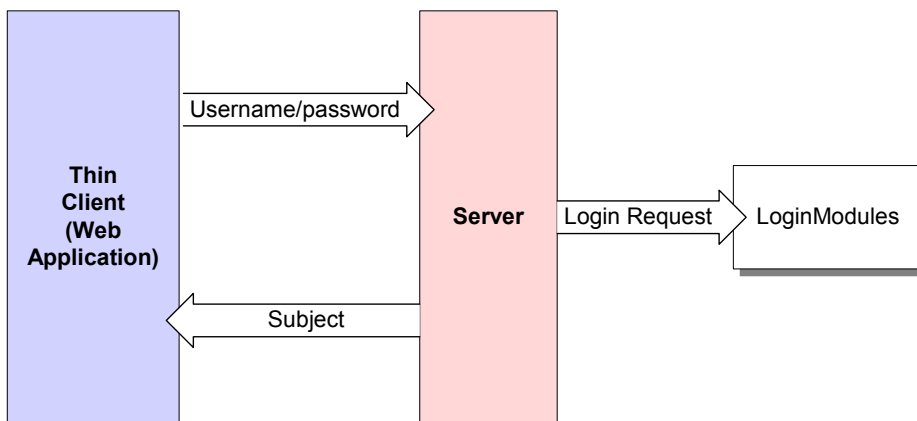 Username/password
Thin
Client
(Web
Application)
Server
Login Request
LoginModules
Subject